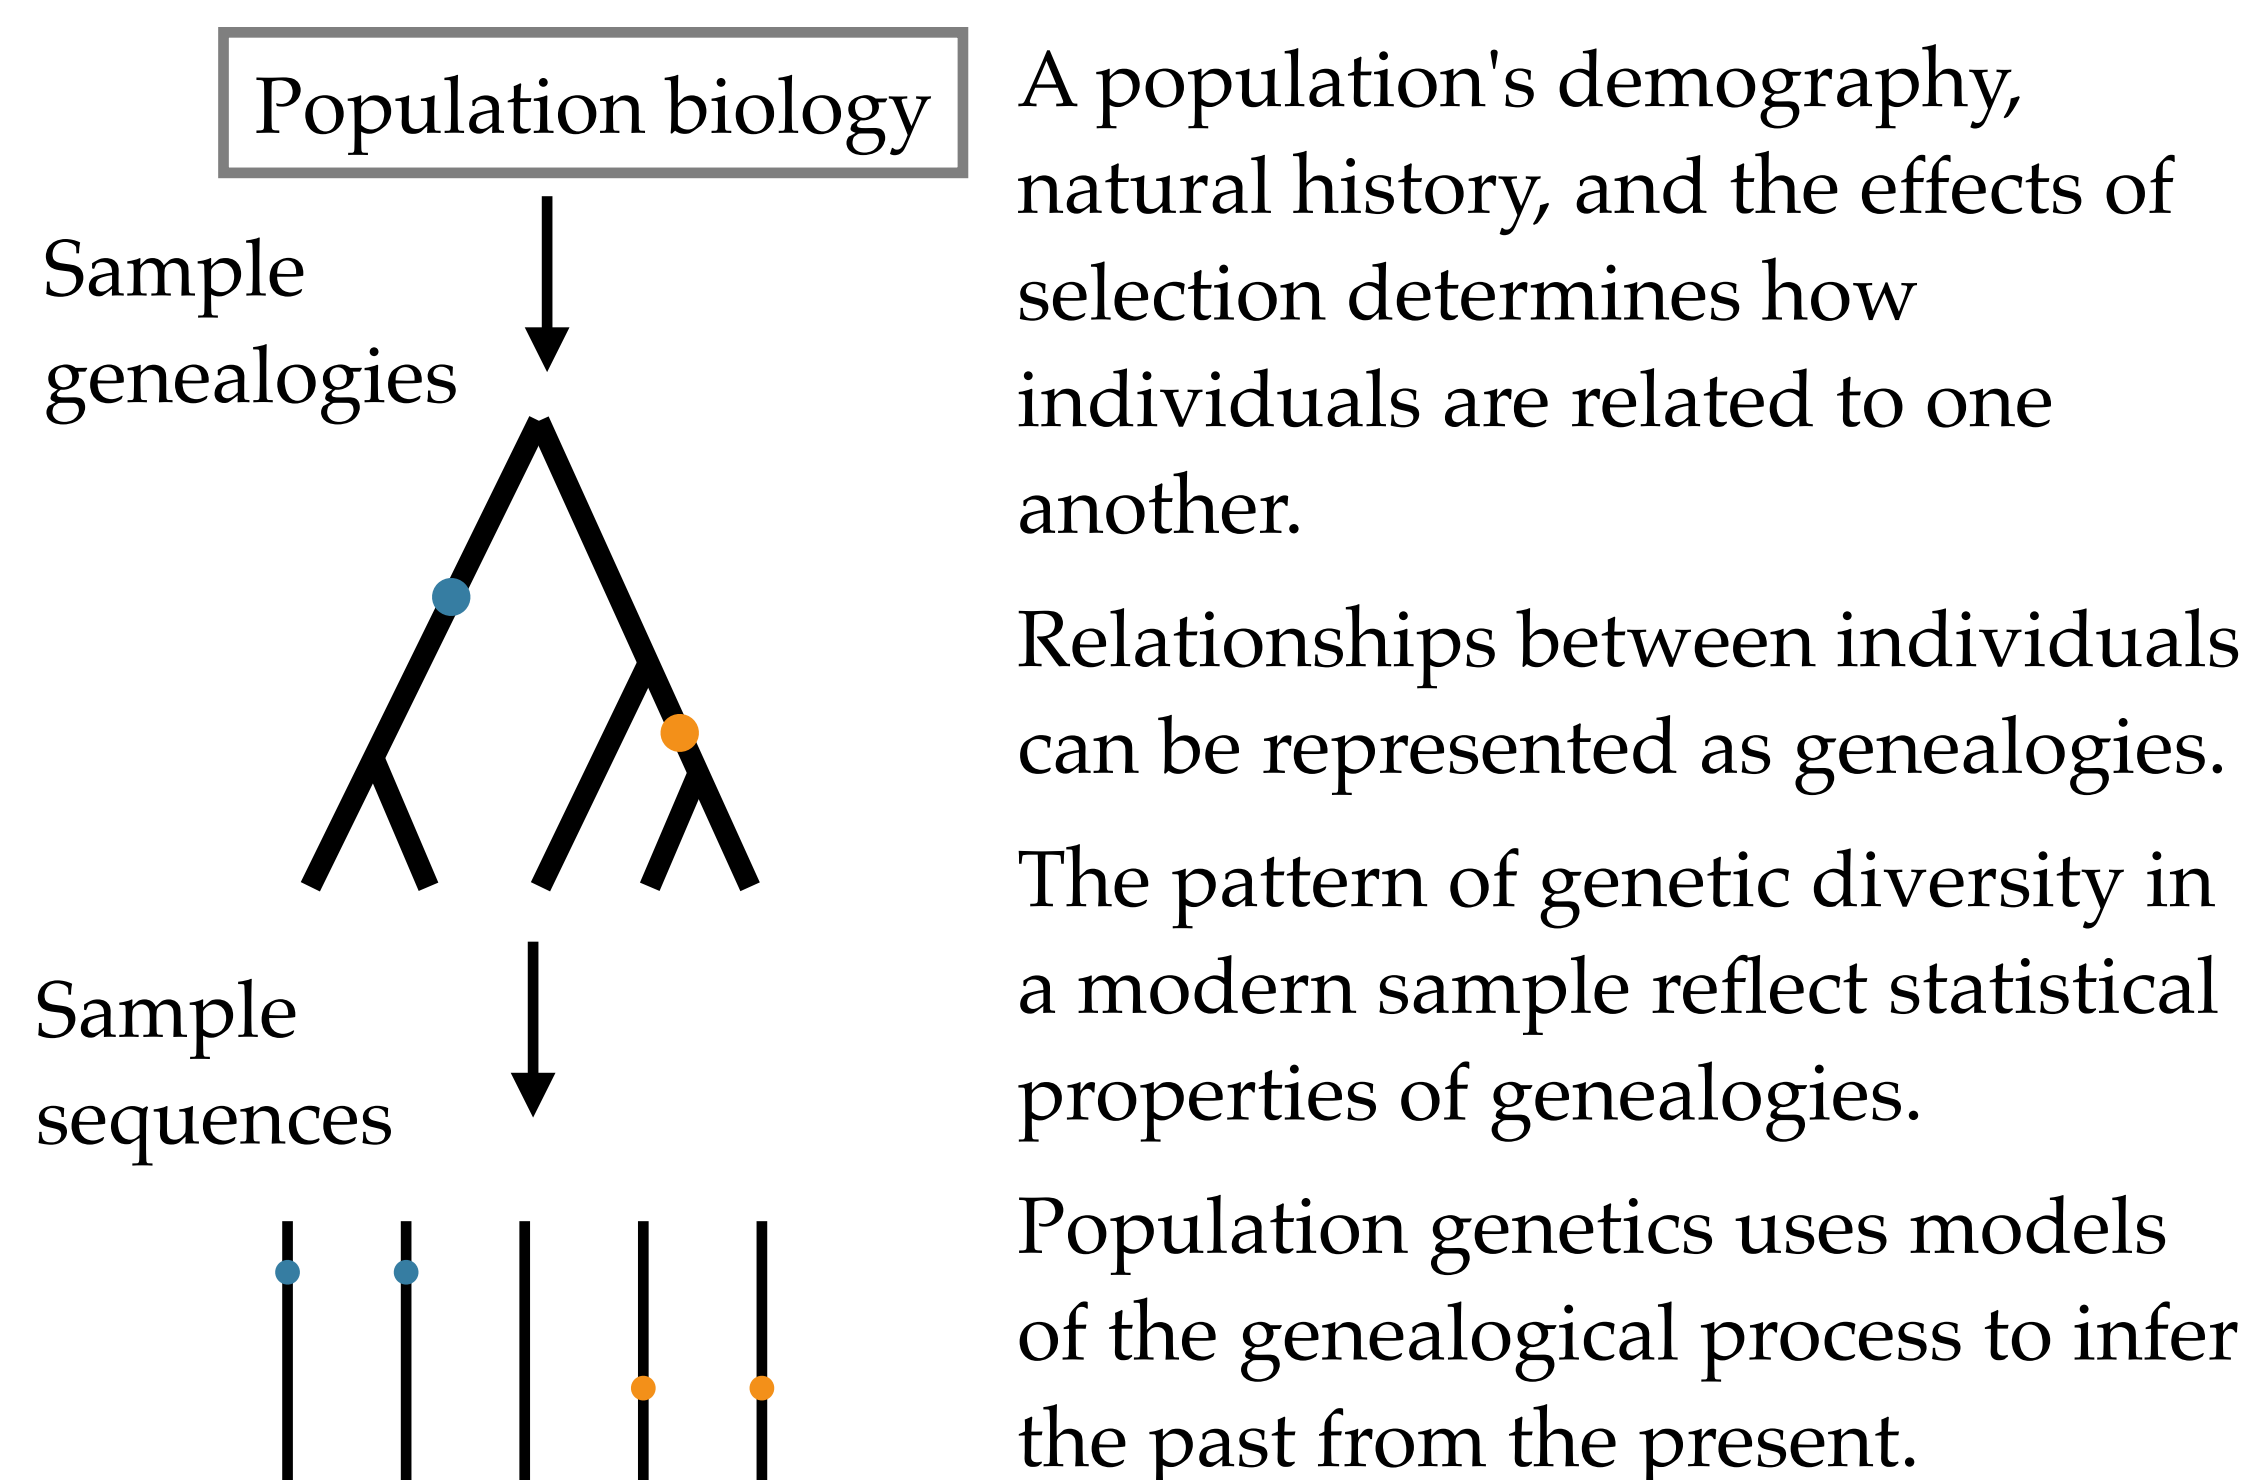 Population biology
Sample
genealogies
Sample
sequences
A population's demography,
natural history, and the effects of
selection determines how
individuals are related to one
another.
Relationships between individuals
can be represented as genealogies.
The pattern of genetic diversity in
a modern sample reflect statistical
properties of genealogies.
Population genetics uses models
of the genealogical process to infer
the past from the present.